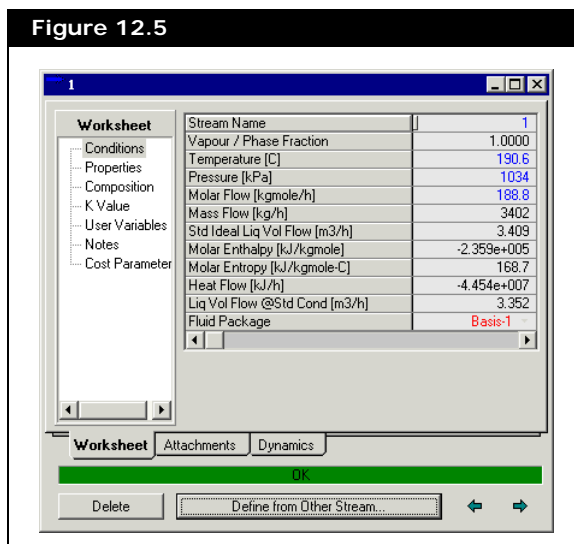 Figure 12.5
1
Worksheet
Conditions
Properties
Composition
K Value
User Variables
Notes
Cost Parameter
Stream Name 1
Vapour / Phase Fraction 1.0000
Temperature [C] 190.6
Pressure [kPa] 1034
Molar Flow [kgmole/h] 188.8
Mass Flow [kg/h] 3402
Std Ideal Liq Vol Flow [m3/h] 3.409
Molar Enthalpy [kJ/kgmole] -2.359e+005
Molar Entropy [kJ/kgmole-C] 168.7
Heat Flow [kJ/h] -4.454e+007
Liq Vol Flow @Std Cond [m3/h] 3.352
Fluid Package Basis-1
Worksheet Attachments Dynamics
OK
Delete Define from Other Stream...